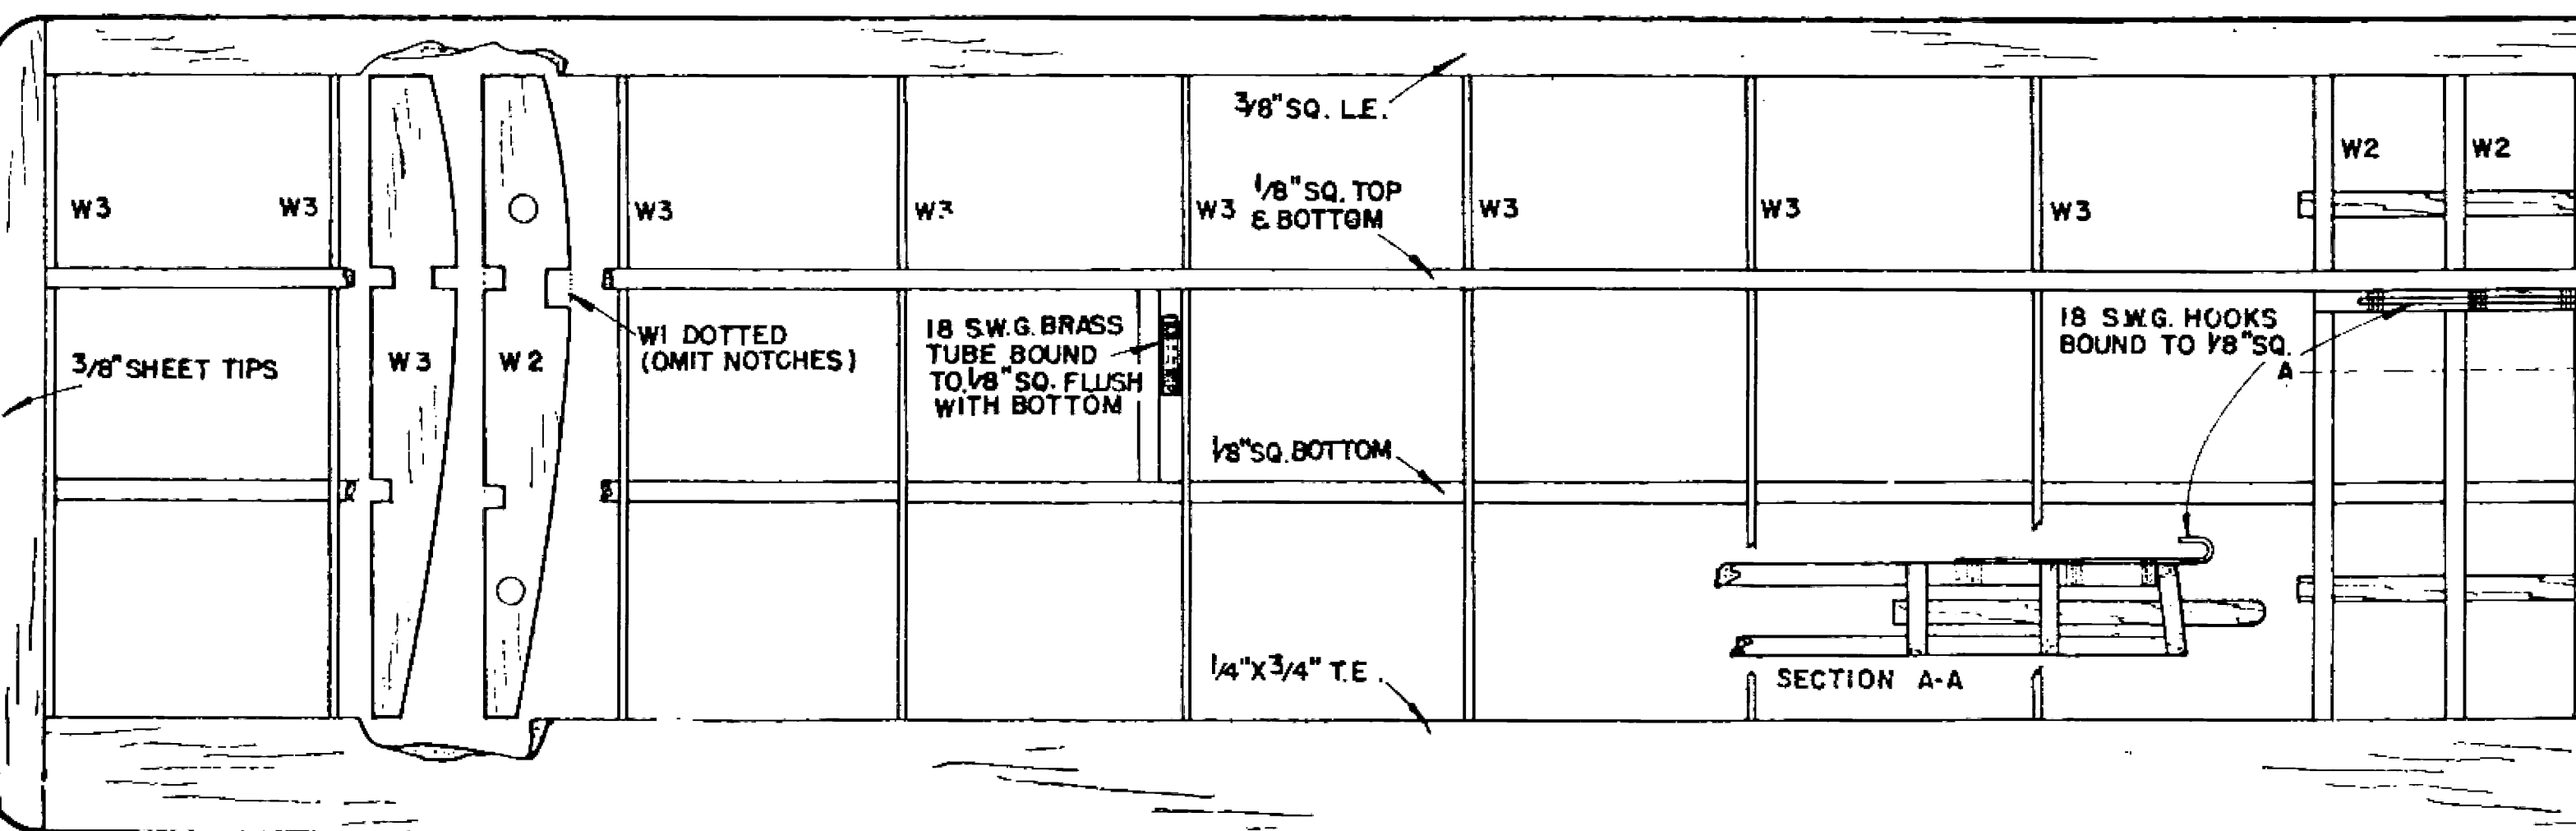 3/8" SQ. L.E.
W2
W2
1/8" SQ. TOP
& BOTTOM
W3
W3
W3
W3
W3
W3
W3
W3
W1 DOTTED
(OMIT NOTCHES)
18 S.W.G. BRASS
TUBE BOUND
TO 1/8" SQ. FLUSH
WITH BOTTOM
18 S.W.G. HOOKS
BOUND TO 1/8" SQ.
A
3/8" SHEET TIPS
W3
W2
1/8" SQ. BOTTOM
1/4" X 3/4" T.E.
SECTION A-A